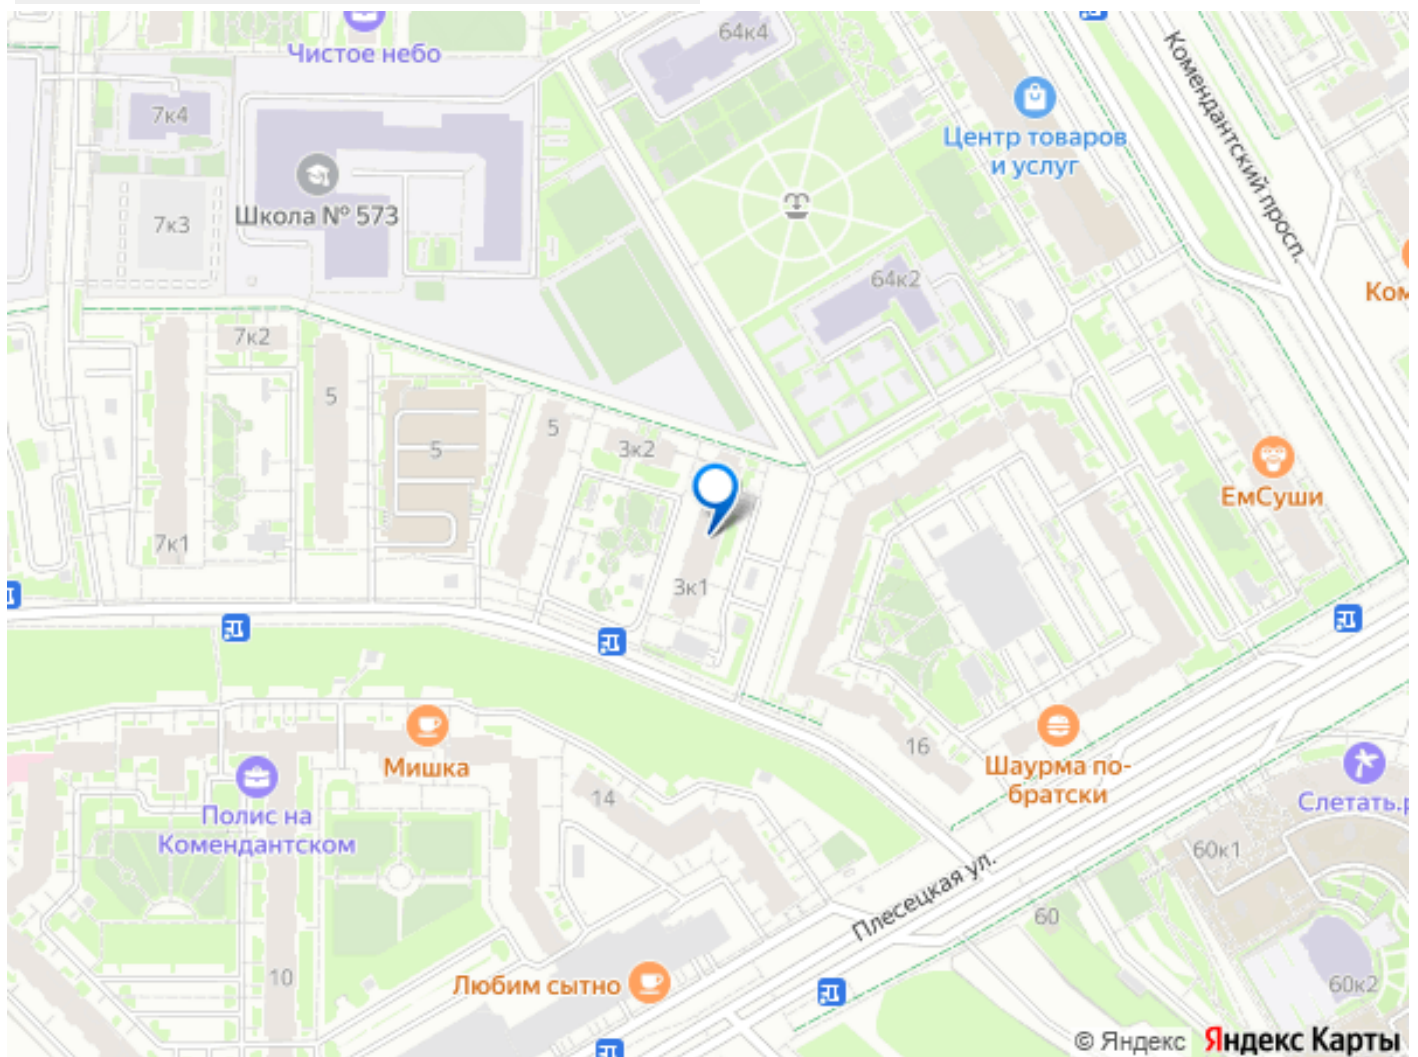 64к4
Чистое небо
Комендантский просп.
7к4
Центр товаров
и услуг
Школа № 573
7к3
64к2
Ком
7к2
5
5
3к2
5
ЕмСуши
7к1
3к1
16
Мишка
Шаурма по-
братски
14
Слетать.р
Полис на
Комендантском
60к1
Плесецкая ул.
60
10
Любим сытно
60к2
© Яндекс Яндекс Карты